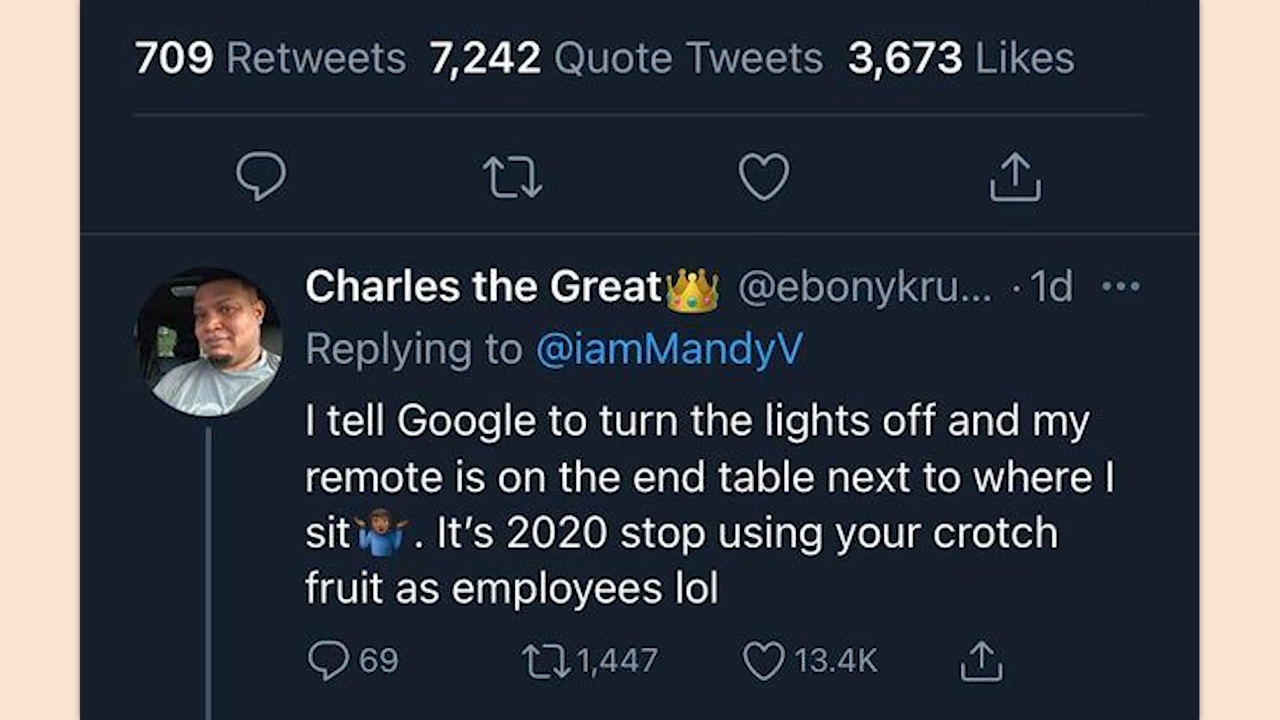 709 Retweets 7,242 Quote Tweets 3,673 Likes
Charles the Great👑 @ebonykru... · 1d ...
Replying to @iamMandyV
I tell Google to turn the lights off and my
remote is on the end table next to where I
sit🤷🏾‍♂️. It’s 2020 stop using your crotch
fruit as employees lol
69 1,447 13.4K